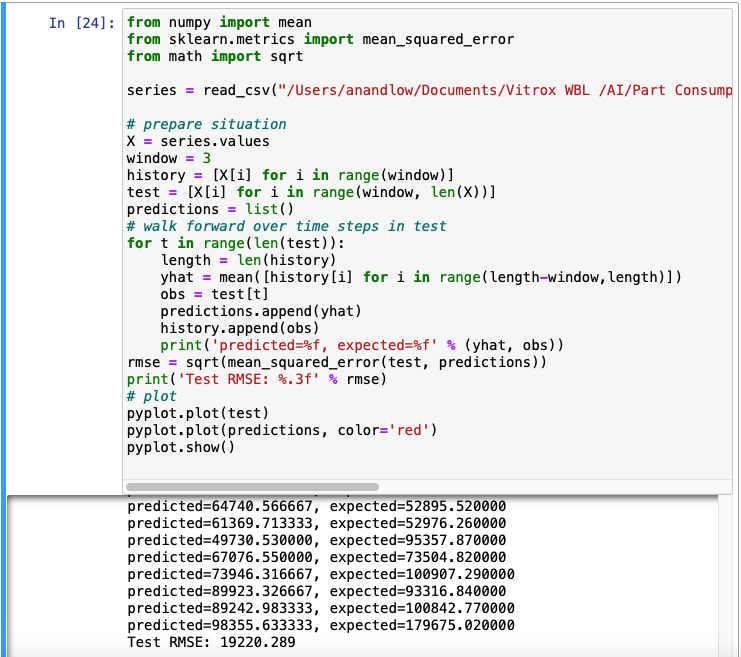 In [24]:
from numpy import mean
from sklearn.metrics import mean_squared_error
from math import sqrt
series = read_csv("/Users/anandlow/Documents/Vitrox WBL /AI/Part Consump
# prepare situation
X = series.values
window = 3
history = [X[i] for i in range(window)]
test = [X[i] for i in range(window, len(X))]
predictions = list()
# walk forward over time steps in test
for t in range(len(test)):
    length = len(history)
    yhat = mean([history[i] for i in range(length-window,length)])
    obs = test[t]
    predictions.append(yhat)
    history.append(obs)
    print('predicted=%f, expected=%f' % (yhat, obs))
rmse = sqrt(mean_squared_error(test, predictions))
print('Test RMSE: %.3f' % rmse)
# plot
pyplot.plot(test)
pyplot.plot(predictions, color='red')
pyplot.show()
predicted=64740.566667, expected=52895.520000
predicted=61369.713333, expected=52976.260000
predicted=49730.530000, expected=95357.870000
predicted=67076.550000, expected=73504.820000
predicted=73946.316667, expected=100907.290000
predicted=89923.326667, expected=93316.840000
predicted=89242.983333, expected=100842.770000
predicted=98355.633333, expected=179675.020000
Test RMSE: 19220.289